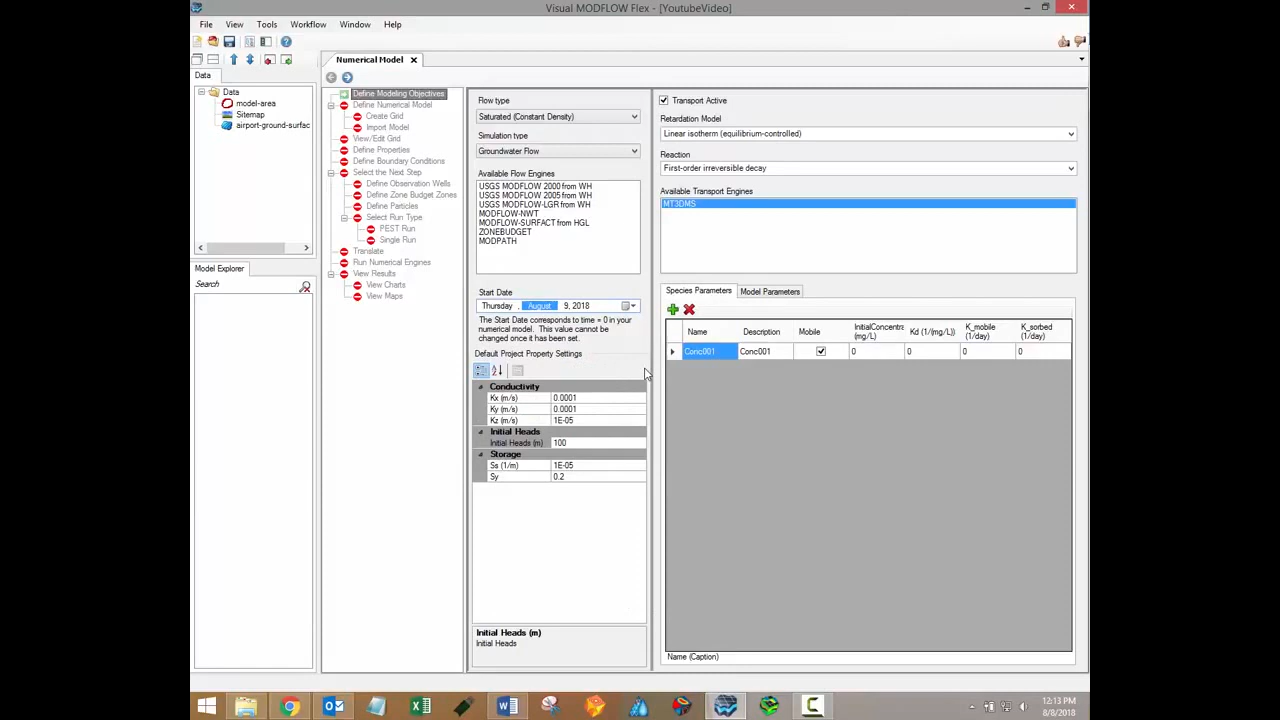 Visual MODFLOW Flex - [YoutubeVideo]
File View Tools Workflow Window Help
Data
Data
model-area
Sitemap
airport-ground-surfac
Model Explorer
Search
Numerical Model
Define Modeling Objectives
Define Numerical Model
Create Grid
Import Model
View/Edit Grid
Define Properties
Define Boundary Conditions
Select the Next Step
Define Observation Wells
Define Zone Budget Zones
Define Particles
Select Run Type
PEST Run
Single Run
Translate
Run Numerical Engines
View Results
View Charts
View Maps
Flow type
Saturated (Constant Density)
Simulation type
Groundwater Flow
Available Flow Engines
USGS MODFLOW 2000 from WH
USGS MODFLOW 2005 from WH
USGS MODFLOW-LGR from WH
MODFLOW-NWT
MODFLOW-SURFACT from HGL
ZONEBUDGET
MODPATH
Start Date
Thursday , August 9, 2018
The Start Date corresponds to time = 0 in your
numerical model. This value cannot be
changed once it has been set.
Default Project Property Settings
Conductivity
Kx (m/s) 0.0001
Ky (m/s) 0.0001
Kz (m/s) 1E-05
Initial Heads
Initial Heads (m) 100
Storage
Ss (1/m) 1E-05
Sy 0.2
Initial Heads (m)
Initial Heads
Transport Active
Retardation Model
Linear isotherm (equilibrium-controlled)
Reaction
First-order irreversible decay
Available Transport Engines
MT3DMS
Species Parameters Model Parameters
Name Description Mobile InitialConcentra (mg/L) Kd (1/(mg/L)) K_mobile (1/day) K_sorbed (1/day)
Conc001 Conc001 0 0 0 0
Name (Caption)
12:13 PM
8/8/2018